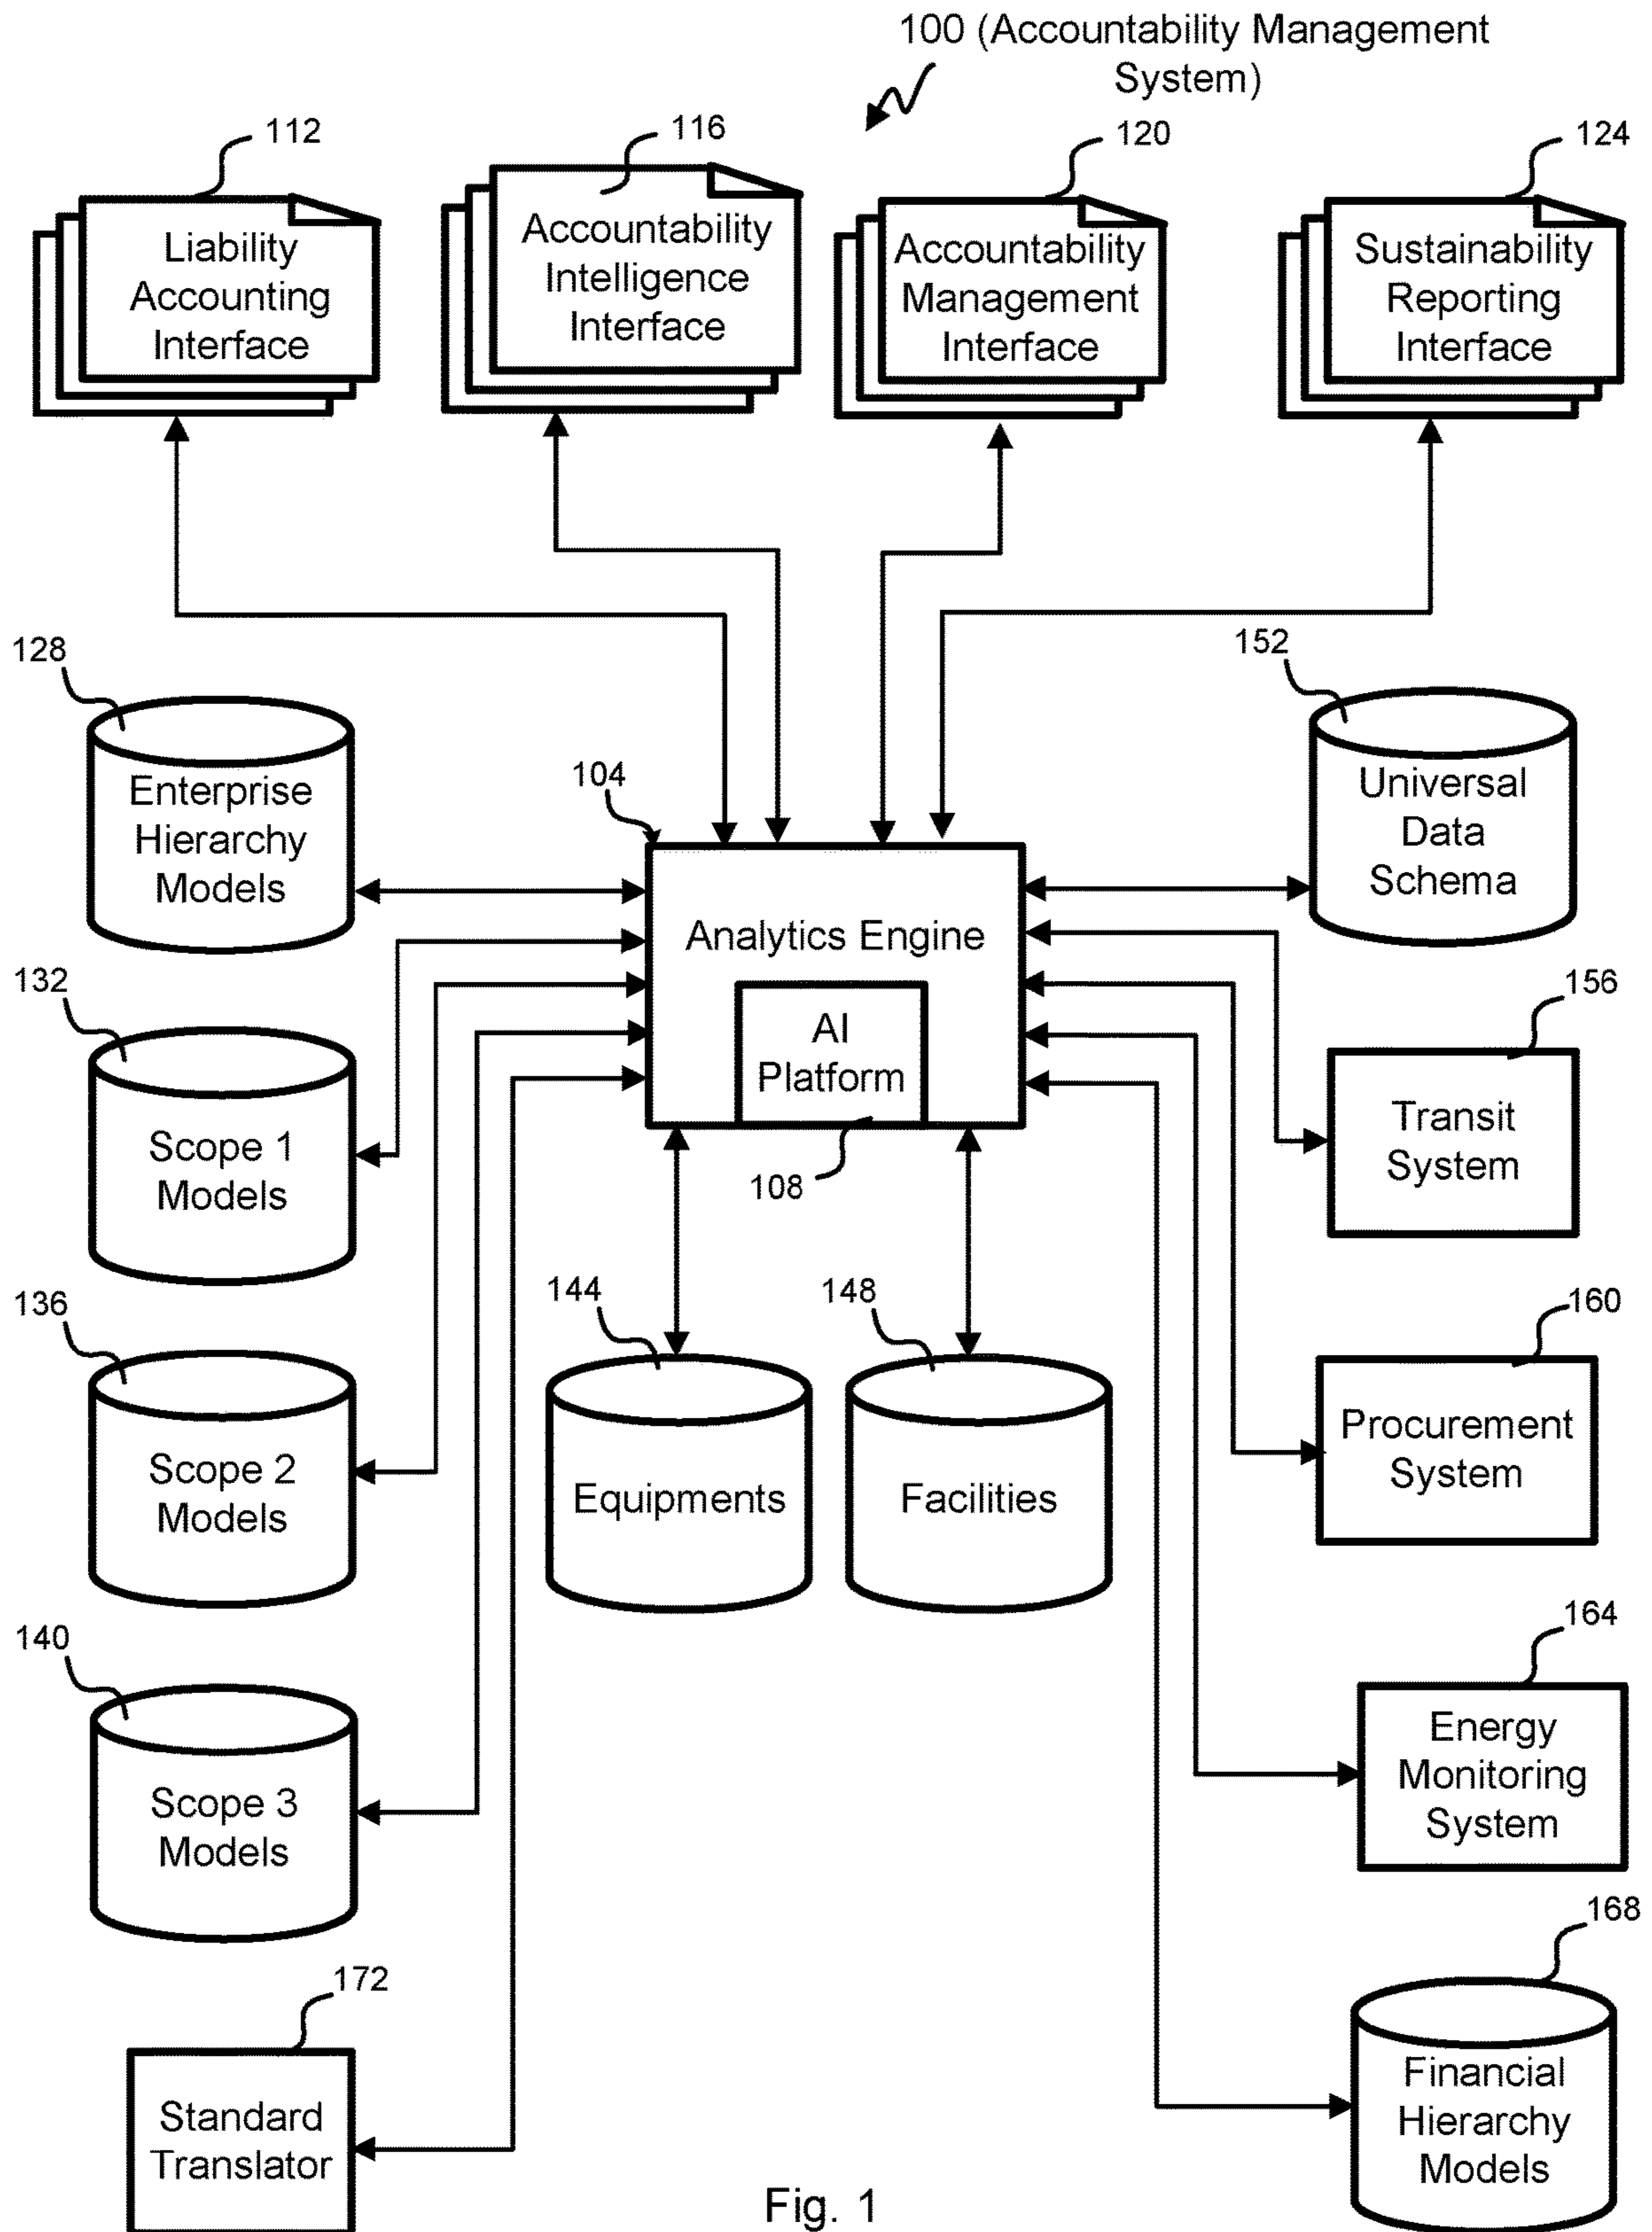 100 (Accountability Management
System)
112
116
120
124
Liability
Accounting
Interface
Accountability
Intelligence
Interface
Accountability
Management
Interface
Sustainability
Reporting
Interface
128
152
Enterprise
Hierarchy
Models
104
Universal
Data
Schema
Analytics Engine
AI
Platform
108
132
Scope 1
Models
156
Transit
System
136
Scope 2
Models
144
Equipments
148
Facilities
160
Procurement
System
140
Scope 3
Models
164
Energy
Monitoring
System
172
Standard
Translator
168
Financial
Hierarchy
Models
Fig. 1